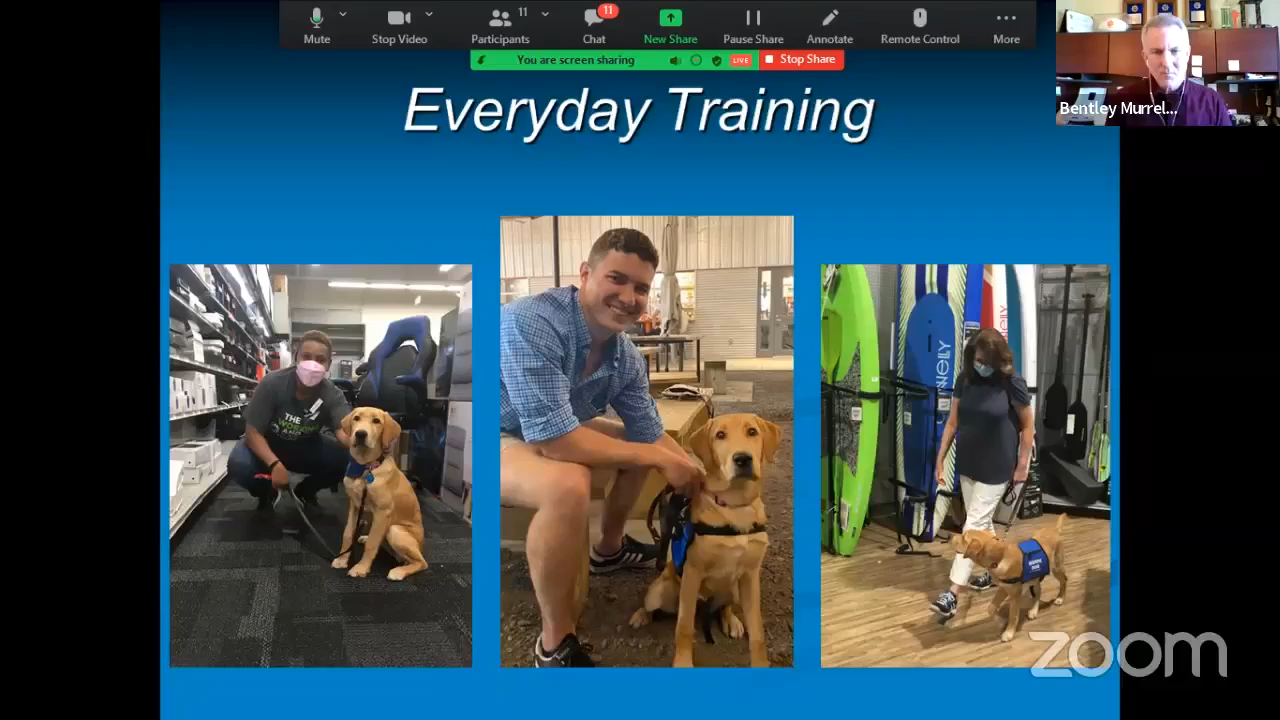 Mute
Stop Video
11
Participants
11
Chat
New Share
Pause Share
Annotate
Remote Control
More
You are screen sharing
LIVE
Stop Share
Bentley Murrel...
Everyday Training
THE
zoom